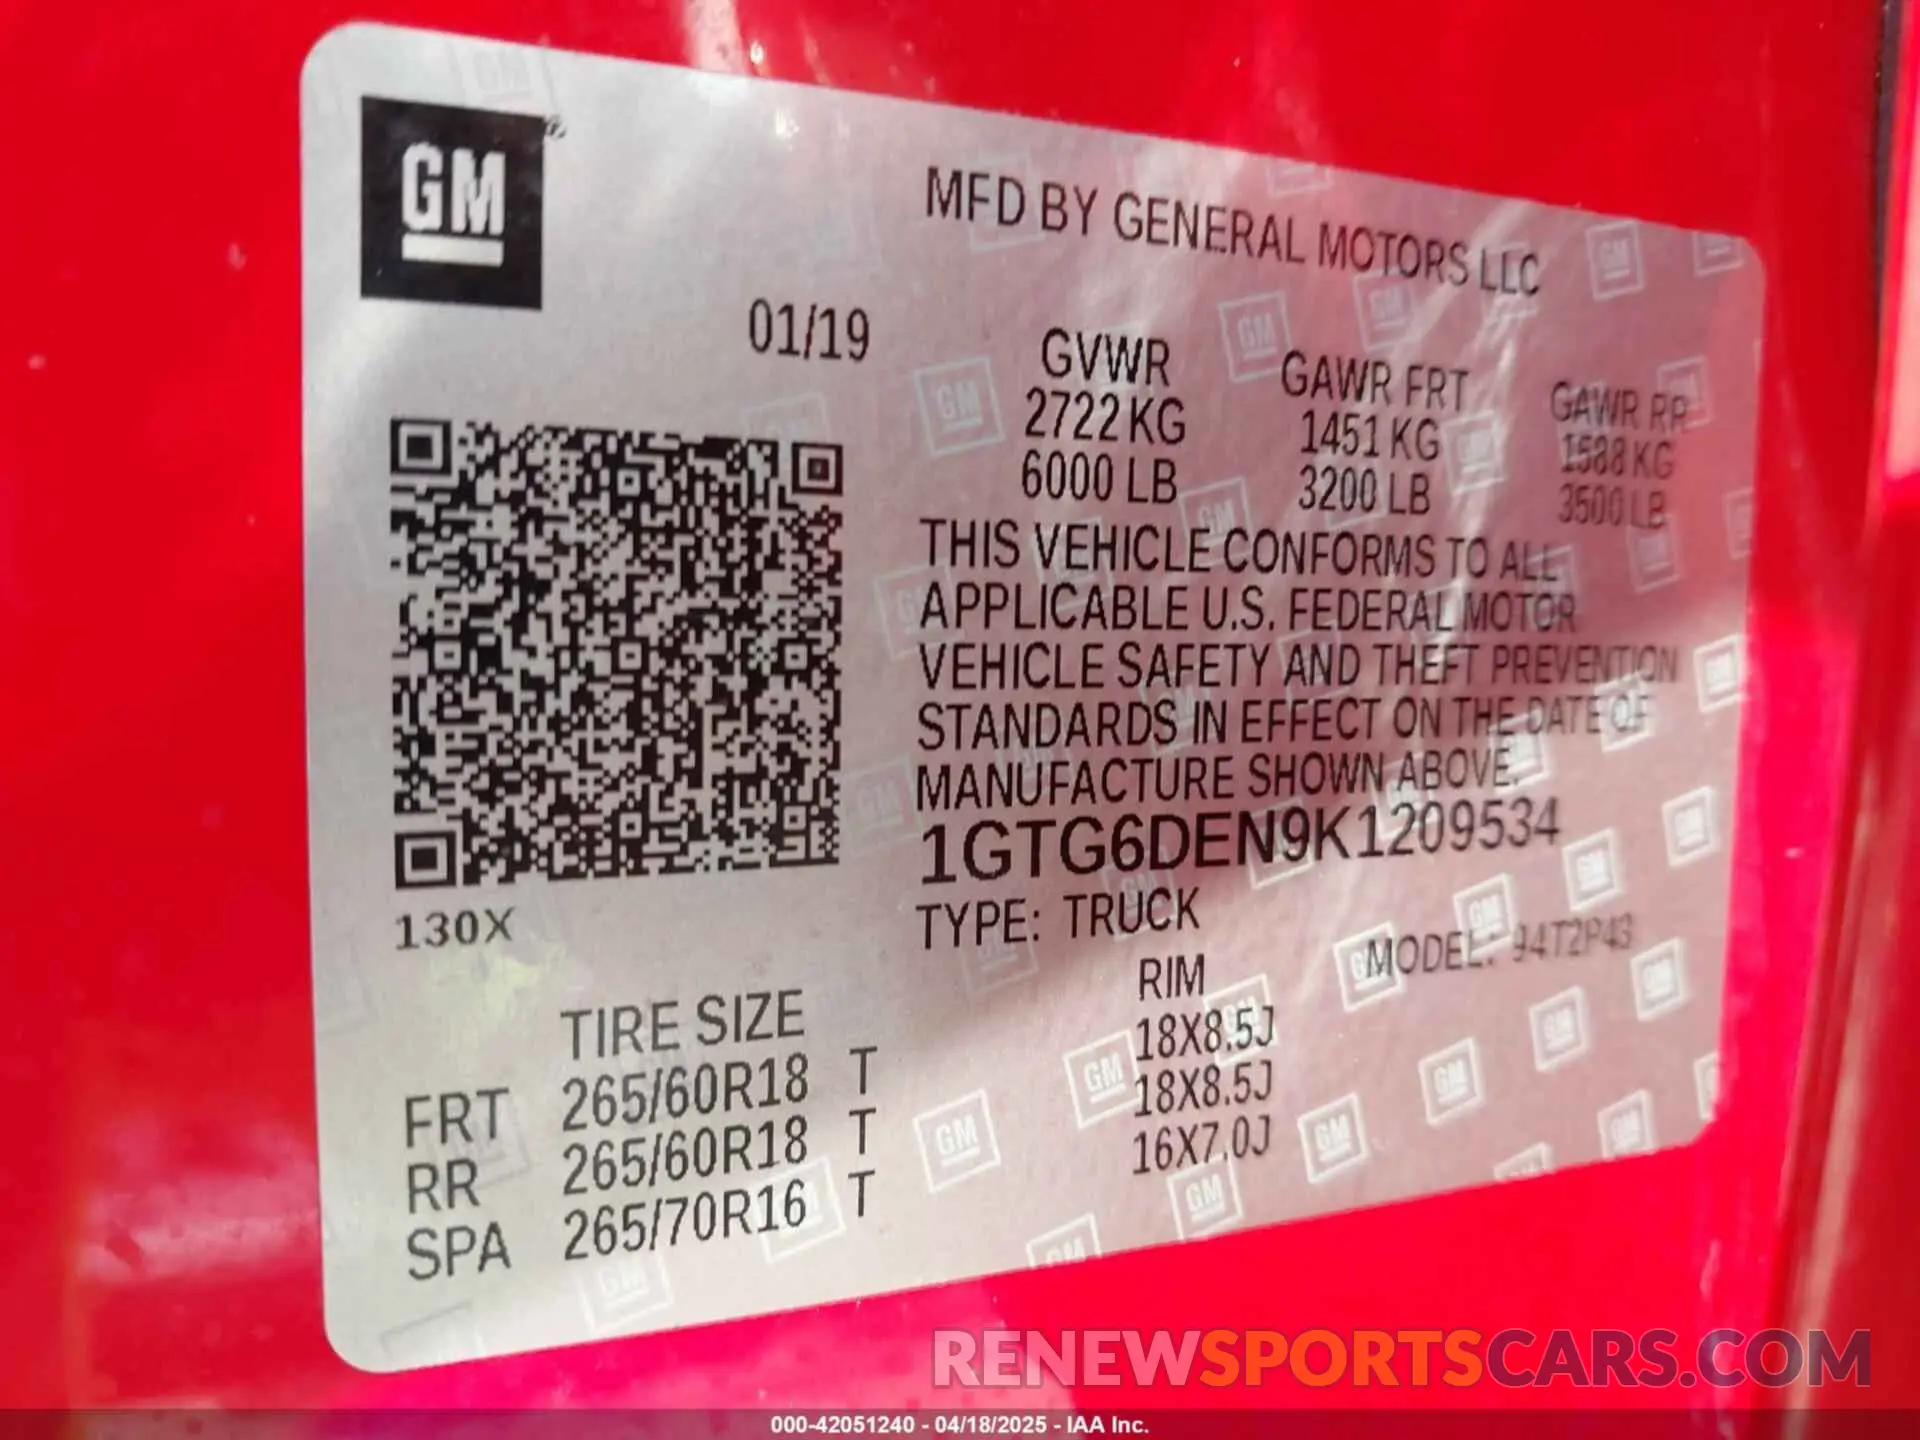 GM
MFD BY GENERAL MOTORS LLC
01/19
GVWR GAWR FRT GAWR RR
2722 KG 1451 KG 1588 KG
6000 LB 3200 LB 3500 LB
THIS VEHICLE CONFORMS TO ALL
APPLICABLE U.S. FEDERAL MOTOR
VEHICLE SAFETY AND THEFT PREVENTION
STANDARDS IN EFFECT ON THE DATE OF
MANUFACTURE SHOWN ABOVE.
1GTG6DEN9K1209534
130X
TYPE: TRUCK MODEL: 94T2P43
TIRE SIZE RIM
FRT 265/60R18 T 18X8.5J
RR 265/60R18 T 18X8.5J
SPA 265/70R16 T 16X7.0J
RENEWSPORTSCARS.COM
000-42051240 - 04/18/2025 - IAA Inc.